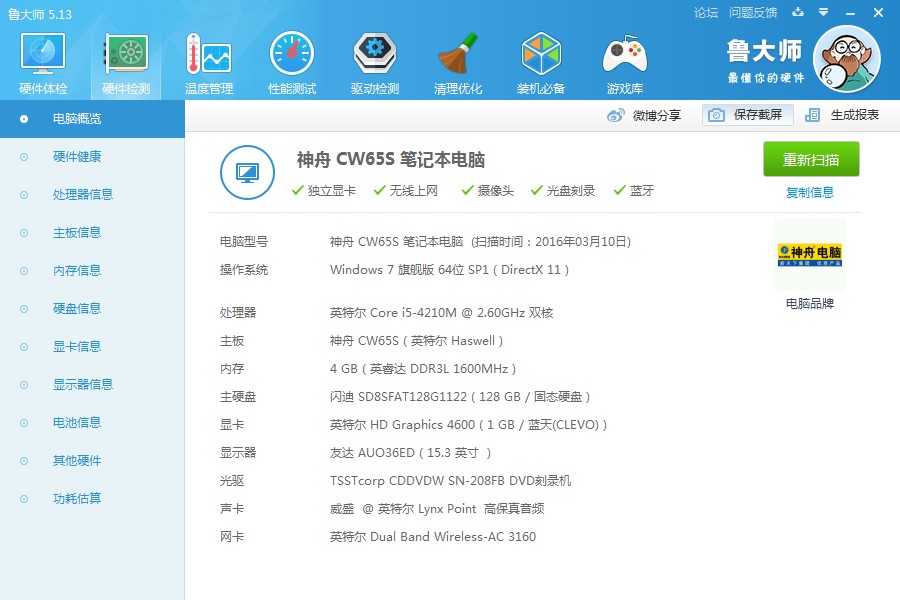 鲁大师 5.13
论坛 问题反馈
硬件体检 硬件检测 温度管理 性能测试 驱动检测 清理优化 装机必备 游戏库
鲁大师
最懂你的硬件
微博分享 保存截屏 生成报表
电脑概览
硬件健康
处理器信息
主板信息
内存信息
硬盘信息
显卡信息
显示器信息
电池信息
其他硬件
功耗估算
神舟 CW65S 笔记本电脑
重新扫描
独立显卡 无线上网 摄像头 光盘刻录 蓝牙
复制信息
电脑型号 神舟 CW65S 笔记本电脑 (扫描时间：2016年03月10日)
操作系统 Windows 7 旗舰版 64位 SP1 ( DirectX 11 )
神舟电脑
电脑品牌
处理器 英特尔 Core i5-4210M @ 2.60GHz 双核
主板 神舟 CW65S ( 英特尔 Haswell )
内存 4 GB ( 英睿达 DDR3L 1600MHz )
主硬盘 闪迪 SD8SFAT128G1122 ( 128 GB / 固态硬盘 )
显卡 英特尔 HD Graphics 4600 ( 1 GB / 蓝天(CLEVO) )
显示器 友达 AUO36ED ( 15.3 英寸 )
光驱 TSSTcorp CDDVDW SN-208FB DVD刻录机
声卡 威盛 @ 英特尔 Lynx Point 高保真音频
网卡 英特尔 Dual Band Wireless-AC 3160